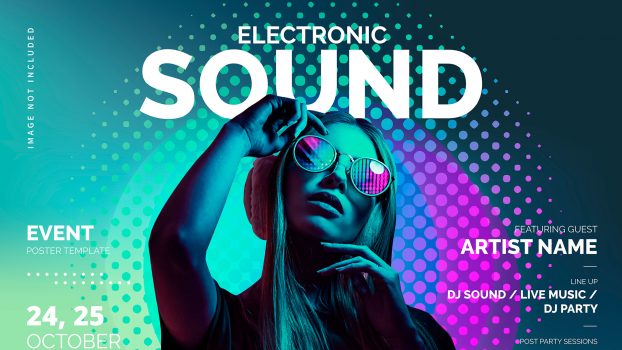 IMAGE NOT INCLUDED
ELECTRONIC
SOUND
EVENT
POSTER TEMPLATE
24, 25
OCTOBER
FEATURING GUEST
ARTIST NAME
LINE UP
DJ SOUND / LIVE MUSIC /
DJ PARTY
POST PARTY SESSIONS